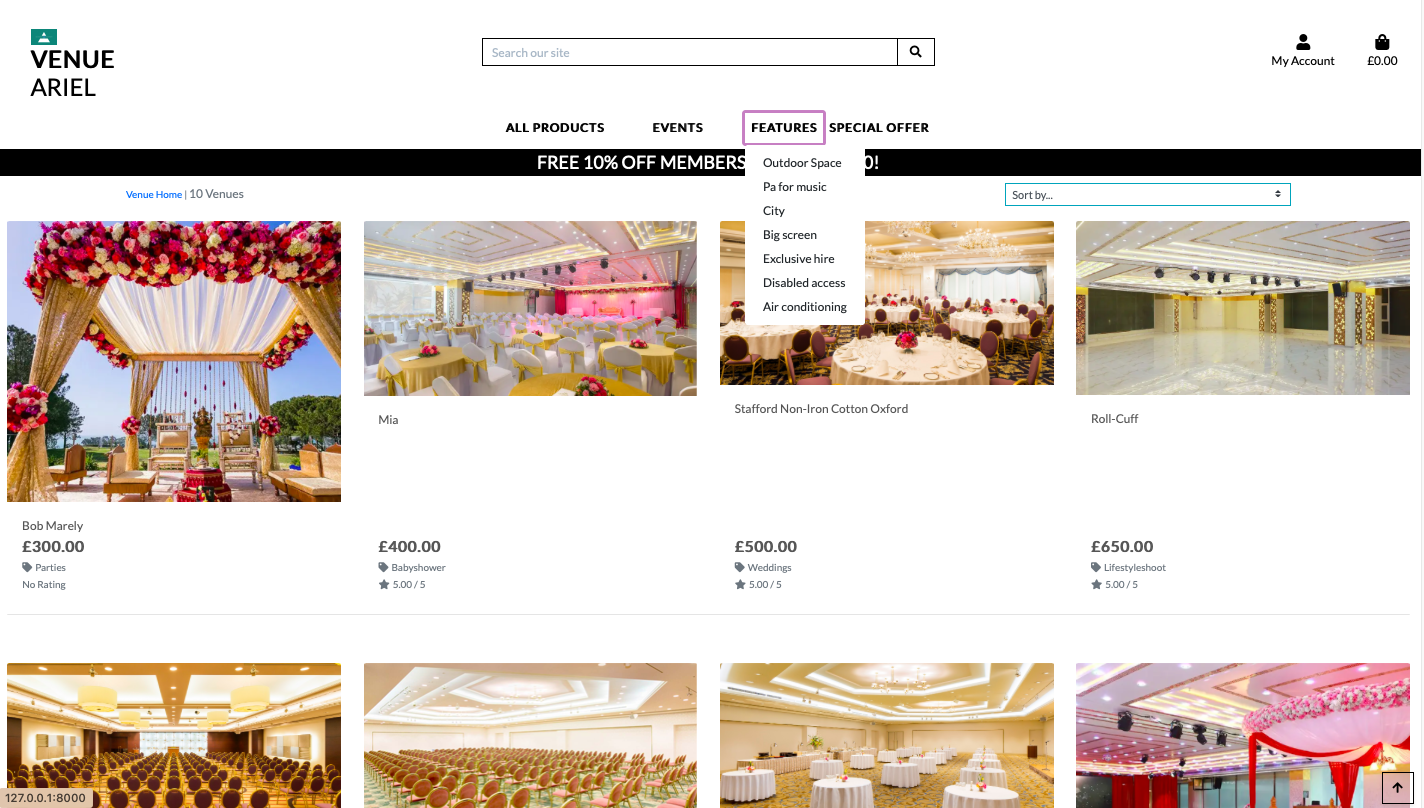 VENUE
ARIEL
Search our site
My Account
£0.00
ALL PRODUCTS EVENTS FEATURES SPECIAL OFFER
FREE 10% OFF MEMBERS 0!
Outdoor Space
Pa for music
City
Big screen
Exclusive hire
Disabled access
Air conditioning
Venue Home | 10 Venues
Sort by...
Bob Marely
£300.00
Parties
No Rating
Mia
£400.00
Babyshower
5.00 / 5
Stafford Non-Iron Cotton Oxford
£500.00
Weddings
5.00 / 5
Roll-Cuff
£650.00
Lifestyleshoot
5.00 / 5
127.0.0.1:8000